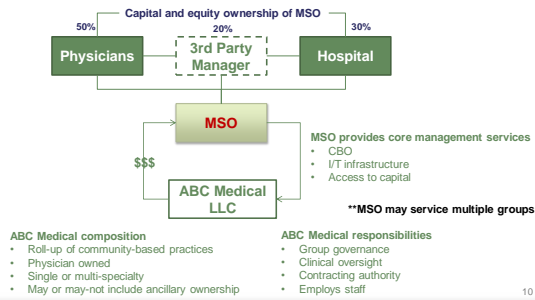 Capital and equity ownership of MSO
50%
20%
30%
Physicians
3rd Party
Manager
Hospital
MSO
MSO provides core management services
• CBO
• I/T infrastructure
• Access to capital
$$$
ABC Medical
LLC
**MSO may service multiple groups
ABC Medical composition
• Roll-up of community-based practices
• Physician owned
• Single or multi-specialty
• May or may-not include ancillary ownership
ABC Medical responsibilities
• Group governance
• Clinical oversight
• Contracting authority
• Employs staff
10